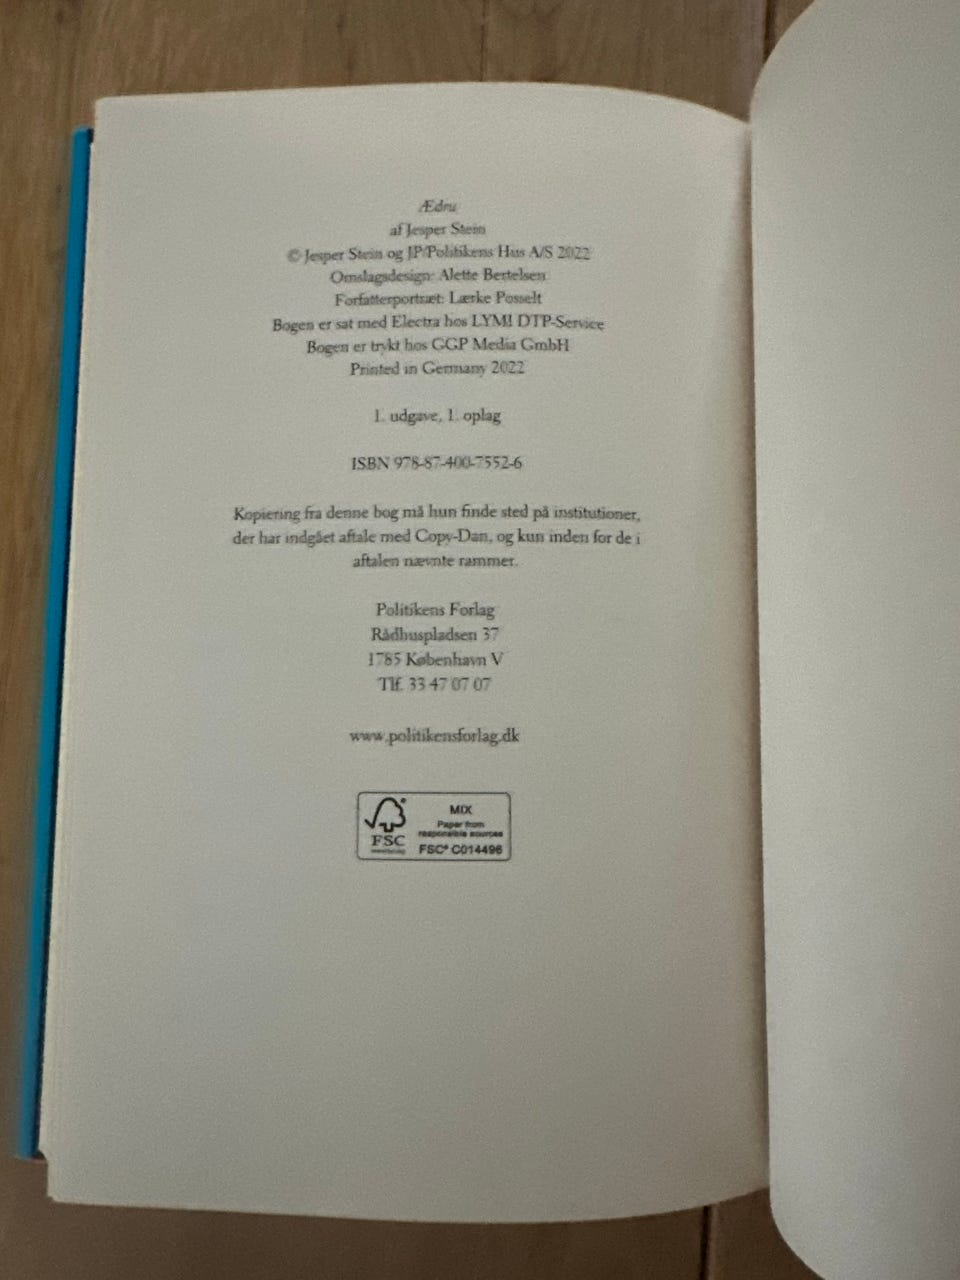 Ædru
af Jesper Stein
© Jesper Stein og JP/Politikens Hus A/S 2022
Omslagsdesign: Alette Bertelsen
Forfatterportræt: Lærke Posselt
Bogen er sat med Electra hos LYMI DTP-Service
Bogen er trykt hos GGP Media GmbH
Printed in Germany 2022
1. udgave, 1. oplag
ISBN 978-87-400-7552-6
Kopiering fra denne bog må hun finde sted på institutioner,
der har indgået aftale med Copy-Dan, og kun inden for de i
aftalen nævnte rammer.
Politikens Forlag
Rådhuspladsen 37
1785 København V
Tlf. 33 47 07 07
www.politikensforlag.dk
FSC
MIX
Paper from
responsible sources
FSC® C014496